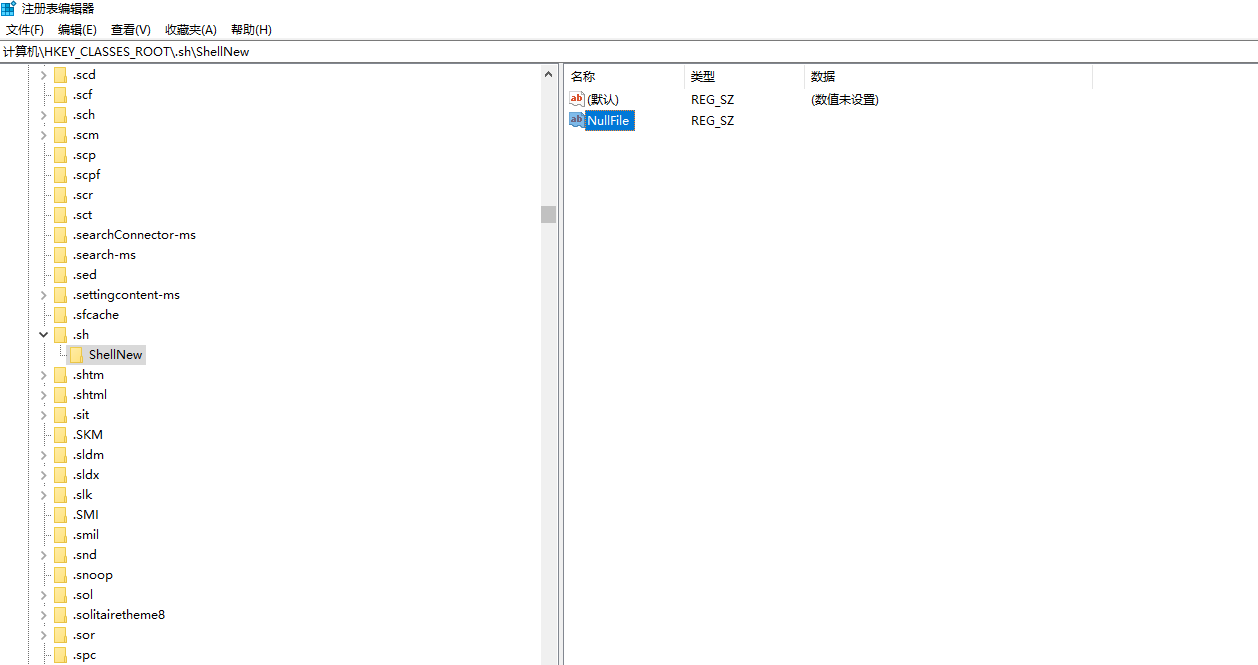 注册表编辑器
文件(F) 编辑(E) 查看(V) 收藏夹(A) 帮助(H)
计算机\HKEY_CLASSES_ROOT\.sh\ShellNew
.scd
.scf
.sch
.scm
.scp
.scpf
.scr
.sct
.searchConnector-ms
.search-ms
.sed
.settingcontent-ms
.sfcache
.sh
ShellNew
.shtm
.shtml
.sit
.SKM
.sldm
.sldx
.slk
.SMI
.smil
.snd
.snoop
.sol
.solitairetheme8
.sor
.spc
名称 类型 数据
ab (默认) REG_SZ (数值未设置)
ab NullFile REG_SZ